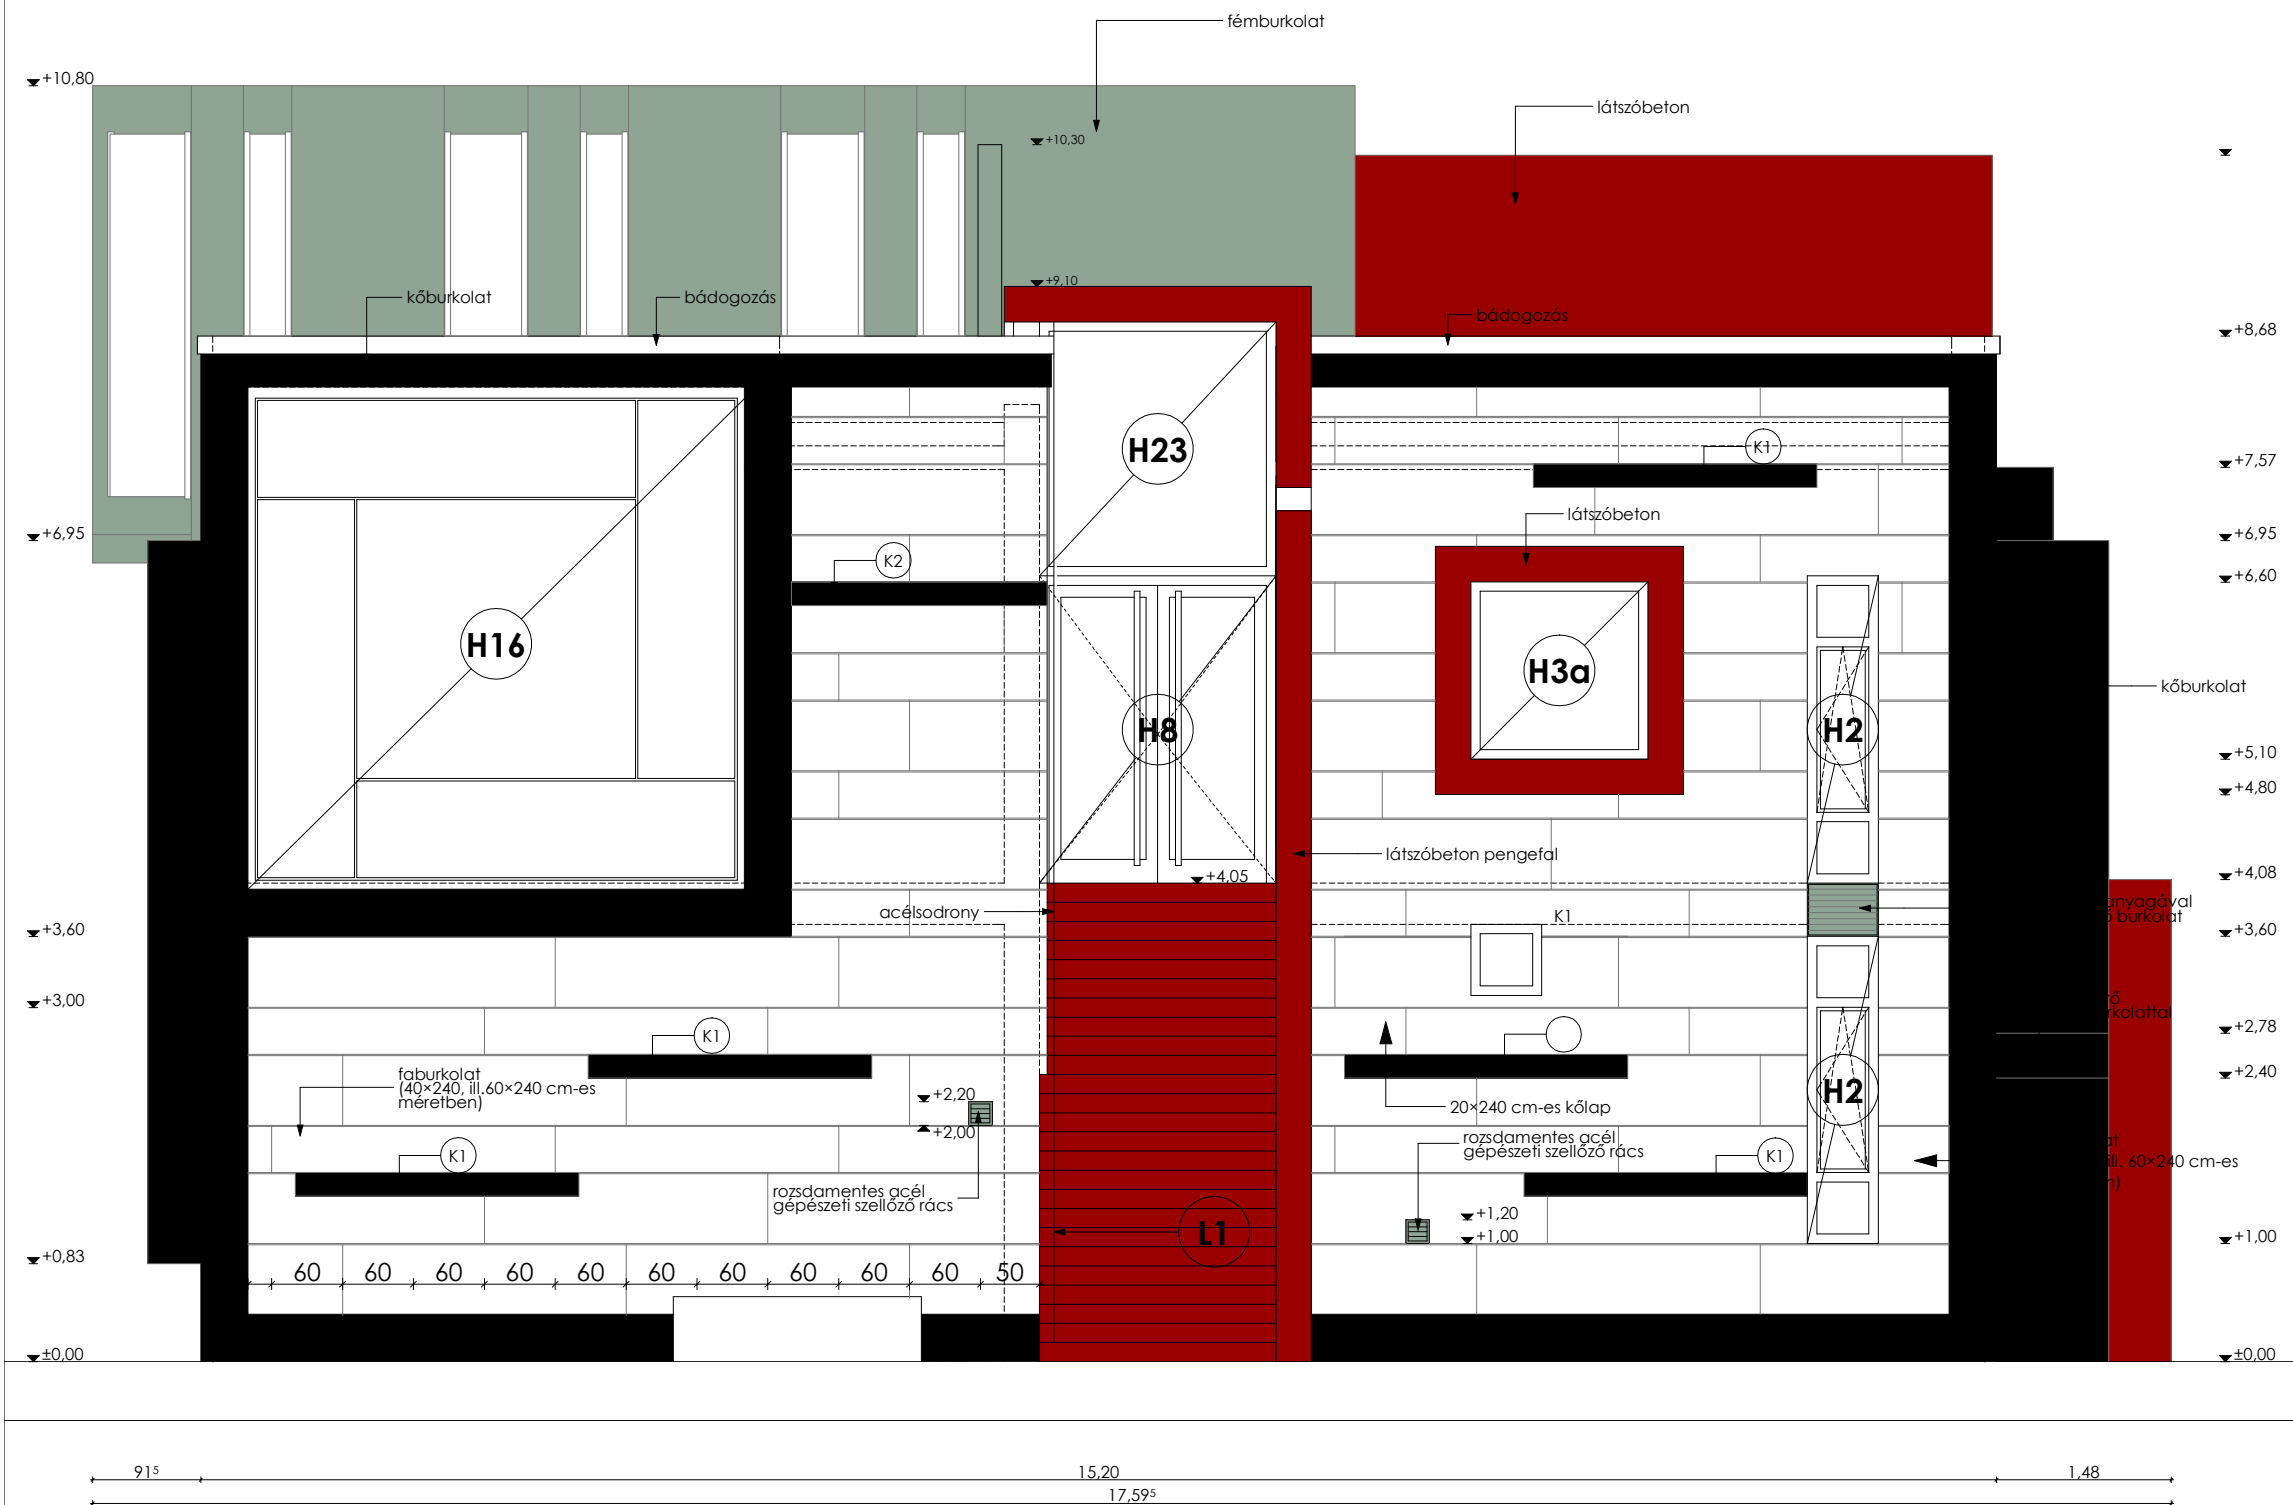 fémburkolat
+10,80
látszóbeton
+10,30
+9,10
kőburkolat
bádogozás
bádogozás
+8,68
H23
K1
+7,57
látszóbeton
+6,95
+6,95
K2
+6,60
H16
H3a
kőburkolat
H8
H2
+5,10
+4,80
látszóbeton pengefal
+4,05
+4,08
acélsodrony
K1
anyagával
burkolat
+3,60
+3,60
+3,00
+2,78
K1
faburkolat
(40×240, ill.60×240 cm-es
méretben)
+2,20
+2,00
+2,40
H2
20×240 cm-es kőlap
rozsdamentes acél
gépészeti szellőző rács
K1
K1
ill. 60×240 cm-es
rozsdamentes acél
gépészeti szellőző rács
L1
+1,20
+1,00
+1,00
+0,83
60 60 60 60 60 60 60 60 60 60 50
±0,00
±0,00
91⁵ 15,20 1,48
17,59⁵